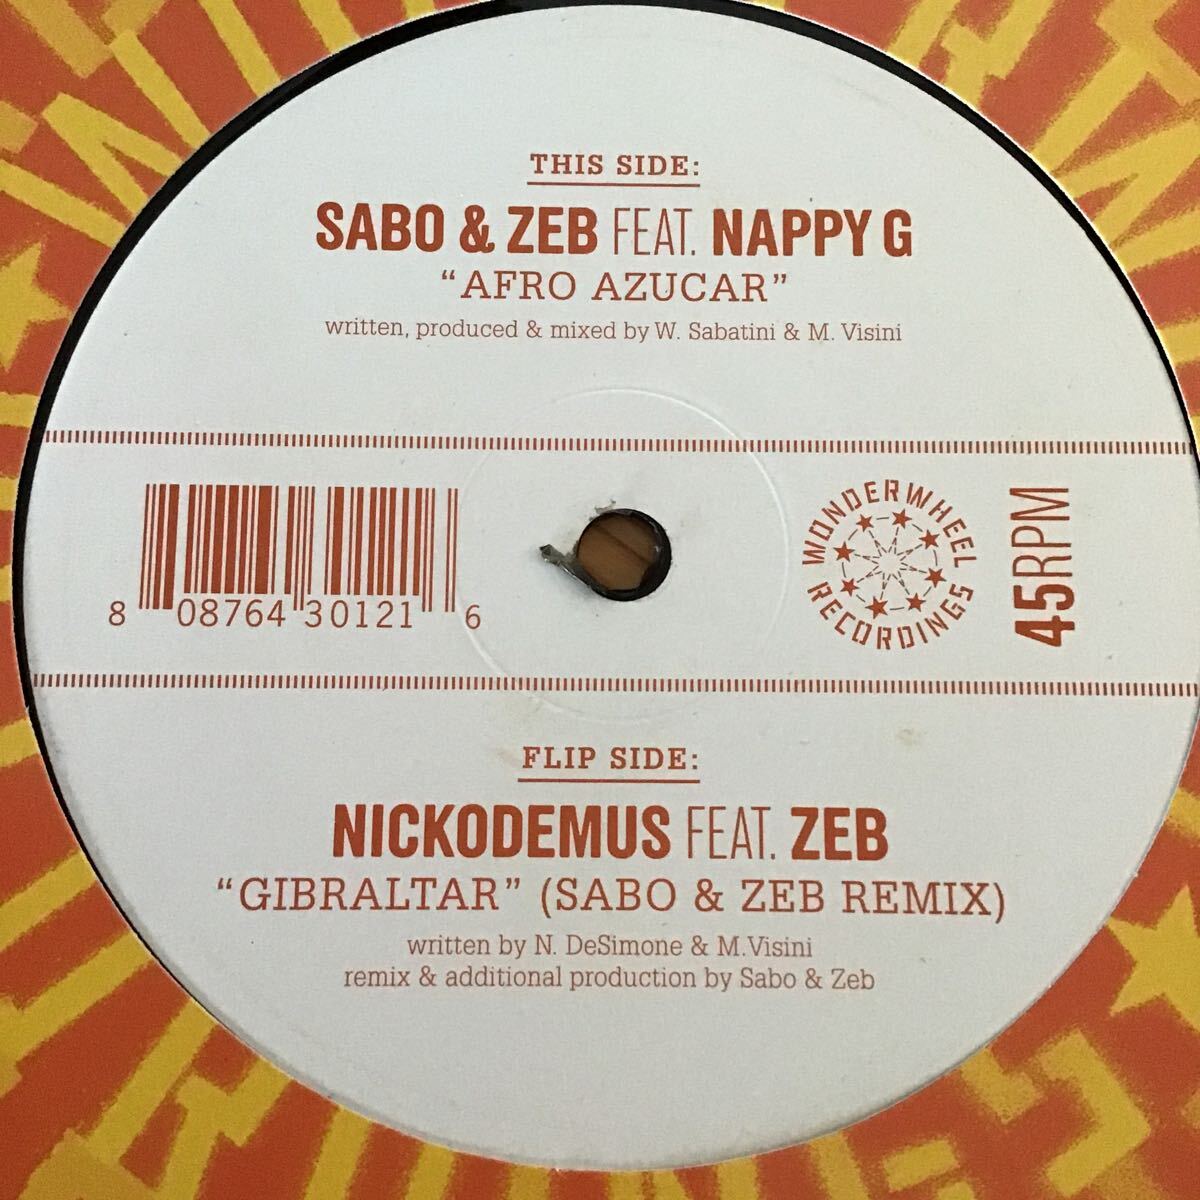 THIS SIDE:
SABO & ZEB FEAT. NAPPY G
“AFRO AZUCAR”
written, produced & mixed by W. Sabatini & M. Visini
8 08764 30121 6
WONDERWHEEL RECORDINGS
45RPM
FLIP SIDE:
NICKODEMUS FEAT. ZEB
“GIBRALTAR” (SABO & ZEB REMIX)
written by N. DeSimone & M.Visini
remix & additional production by Sabo & Zeb